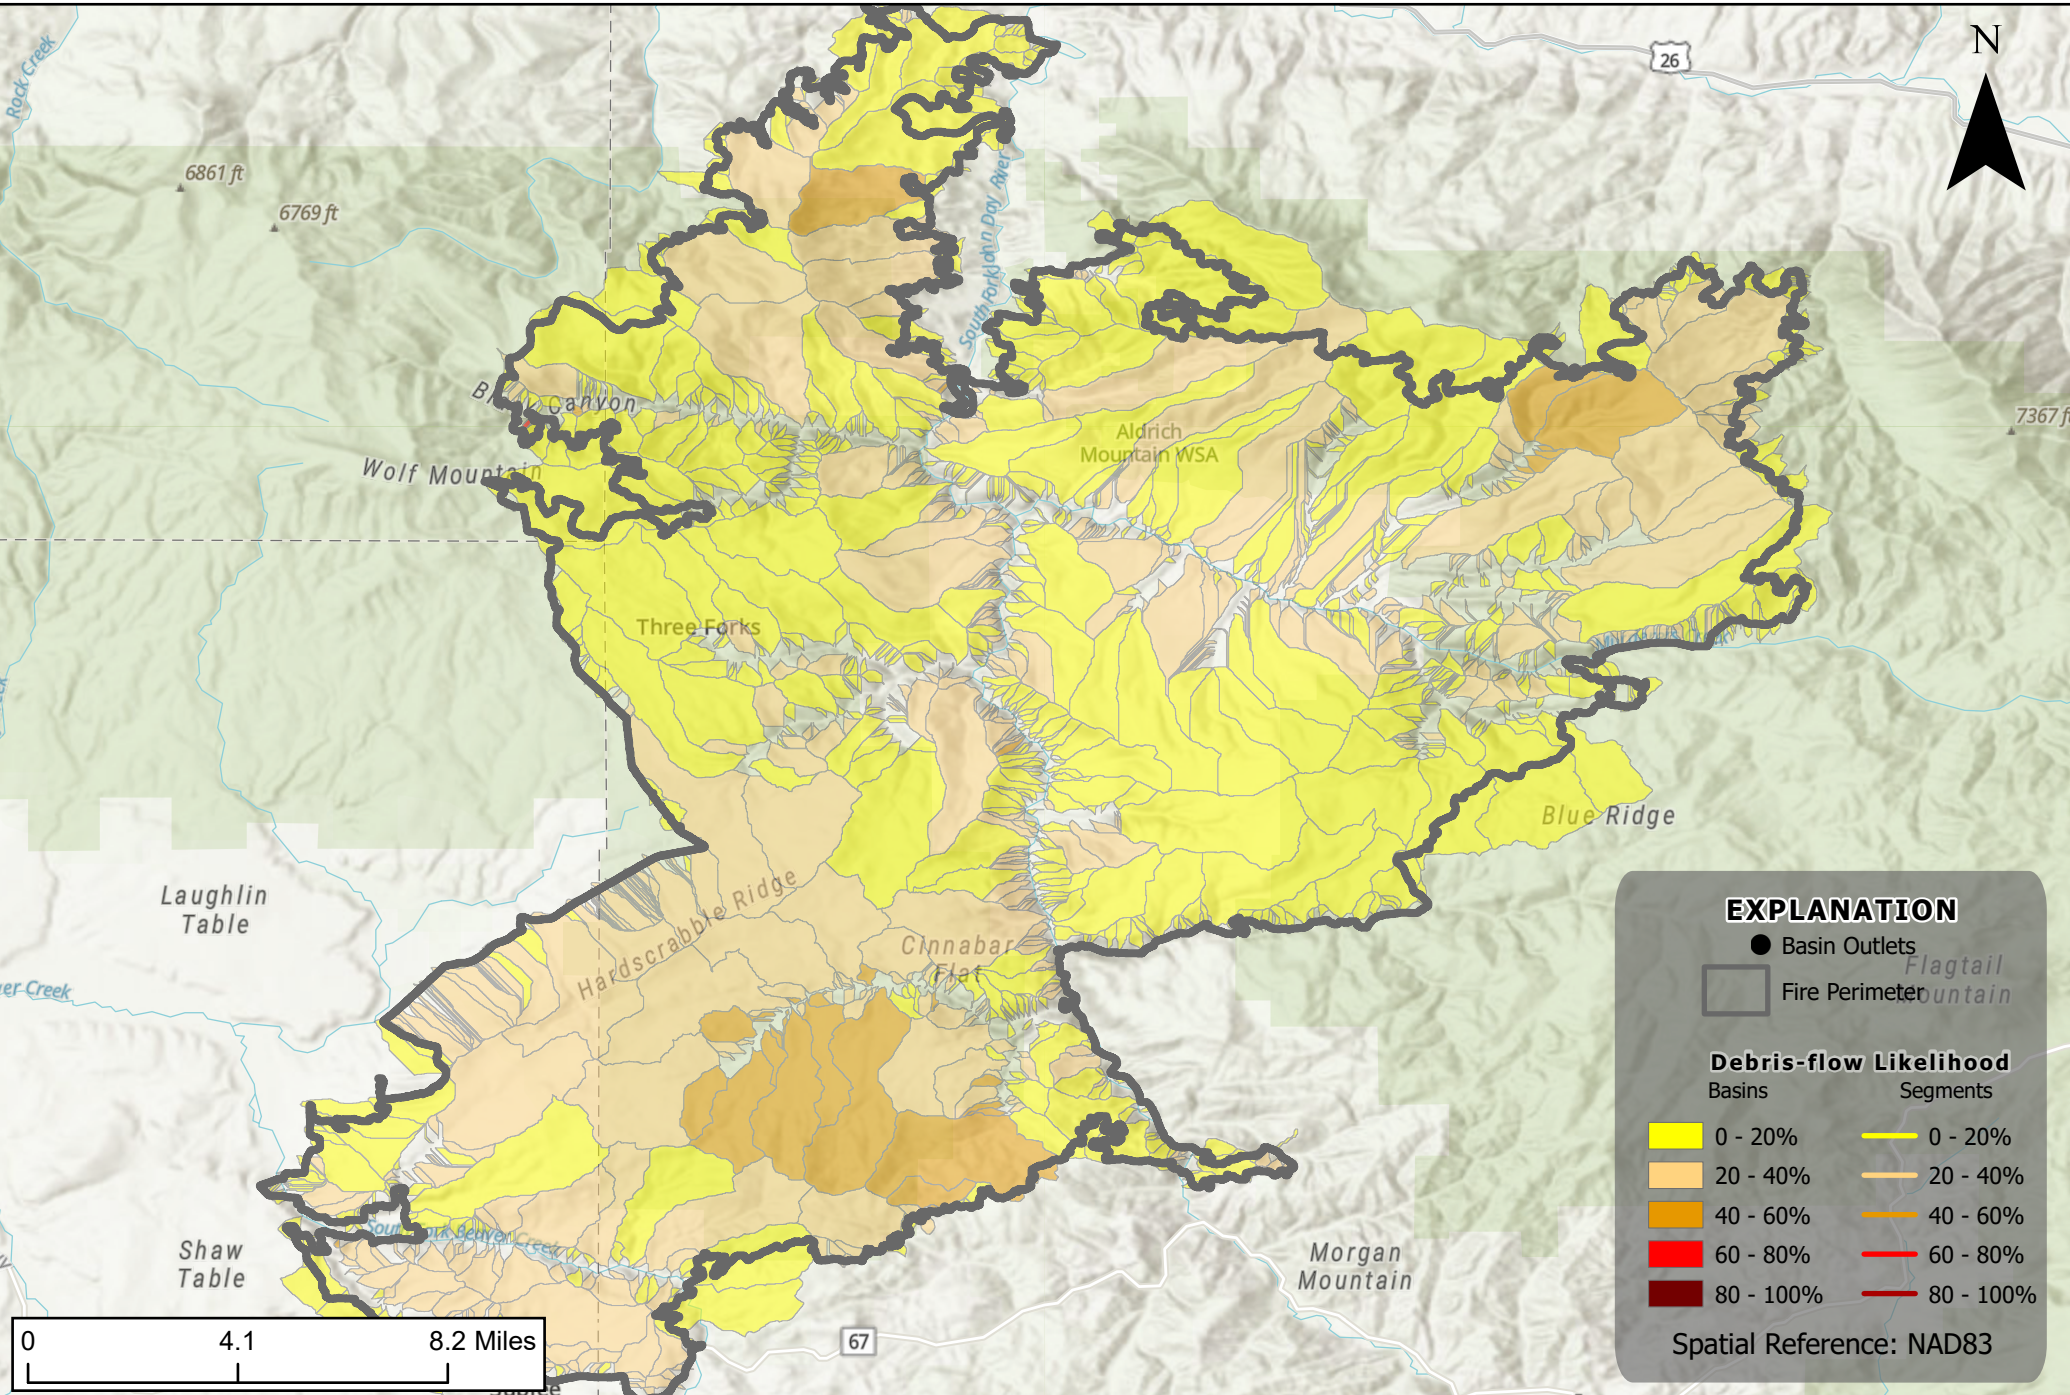 Rock Creek
26
N
6861 ft
6769 ft
South Fork John Day River
Canyon
7367 ft
Aldrich
Mountain WSA
Wolf Mountain
Three Forks
Blue Ridge
Laughlin
Table
Hardscrabble Ridge
Cinnabar
Flat
Creek
EXPLANATION
Basin Outlets
Flagtail
Mountain
Fire Perimeter
Debris-flow Likelihood
Basins Segments
0 - 20% 0 - 20%
20 - 40% 20 - 40%
40 - 60% 40 - 60%
60 - 80% 60 - 80%
80 - 100% 80 - 100%
Spatial Reference: NAD83
South Fork Beaver Creek
Shaw
Table
Morgan
Mountain
67
0 4.1 8.2 Miles